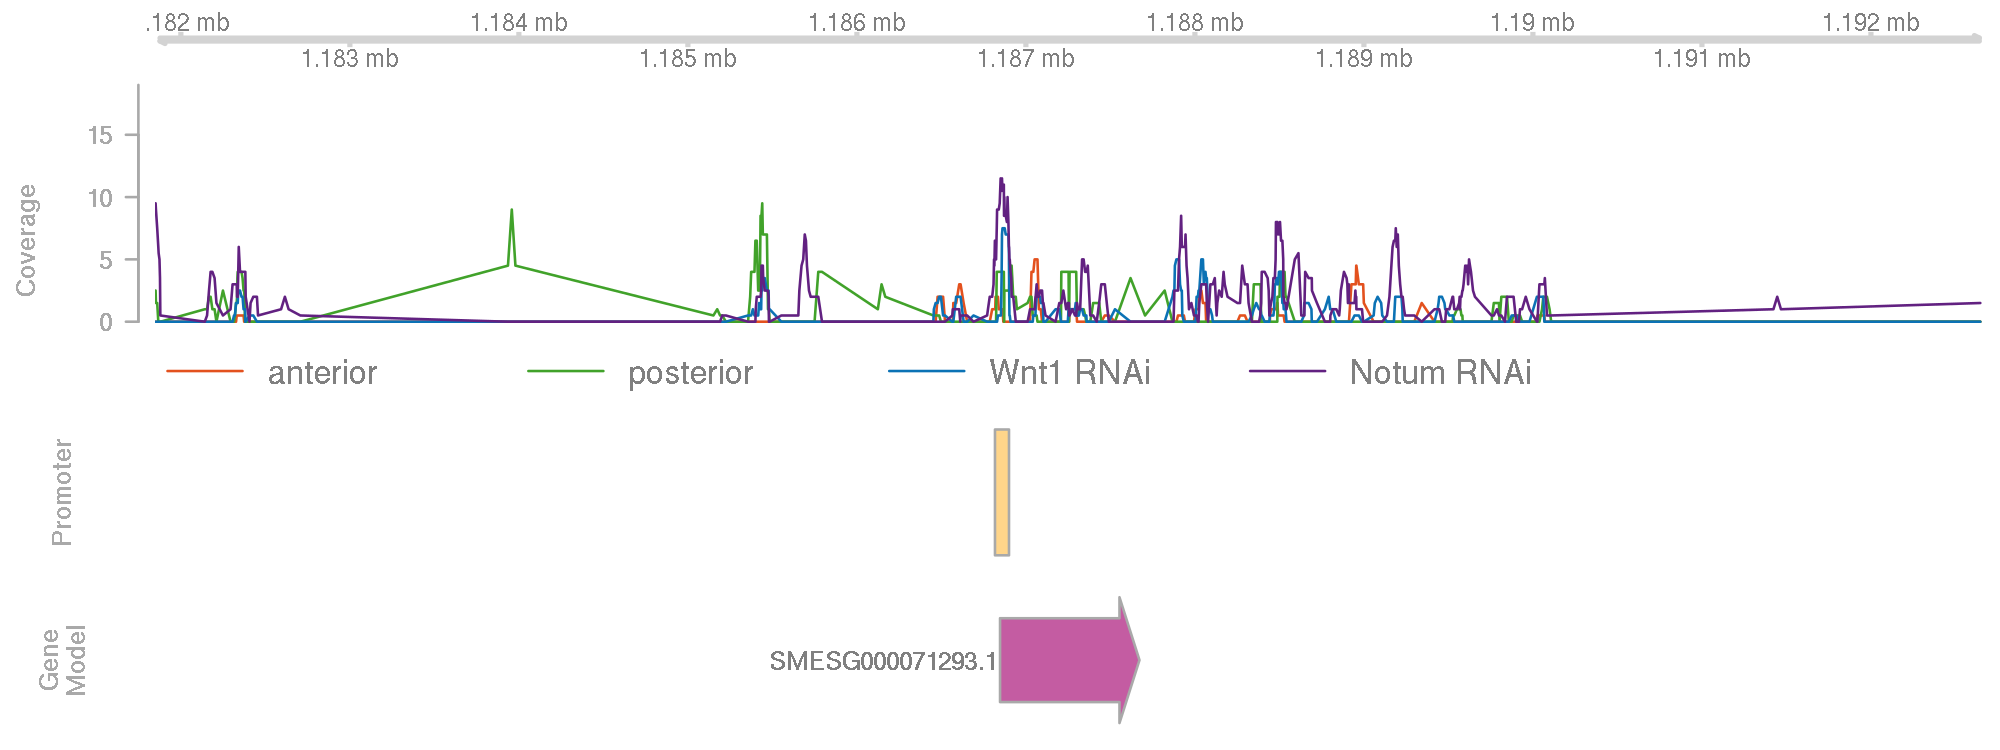 .182 mb 1.184 mb 1.186 mb 1.188 mb 1.19 mb 1.192 mb
1.183 mb 1.185 mb 1.187 mb 1.189 mb 1.191 mb
Coverage
15
10
5
0
anterior posterior Wnt1 RNAi Notum RNAi
Promoter
Gene
Model
SMESG000071293.1